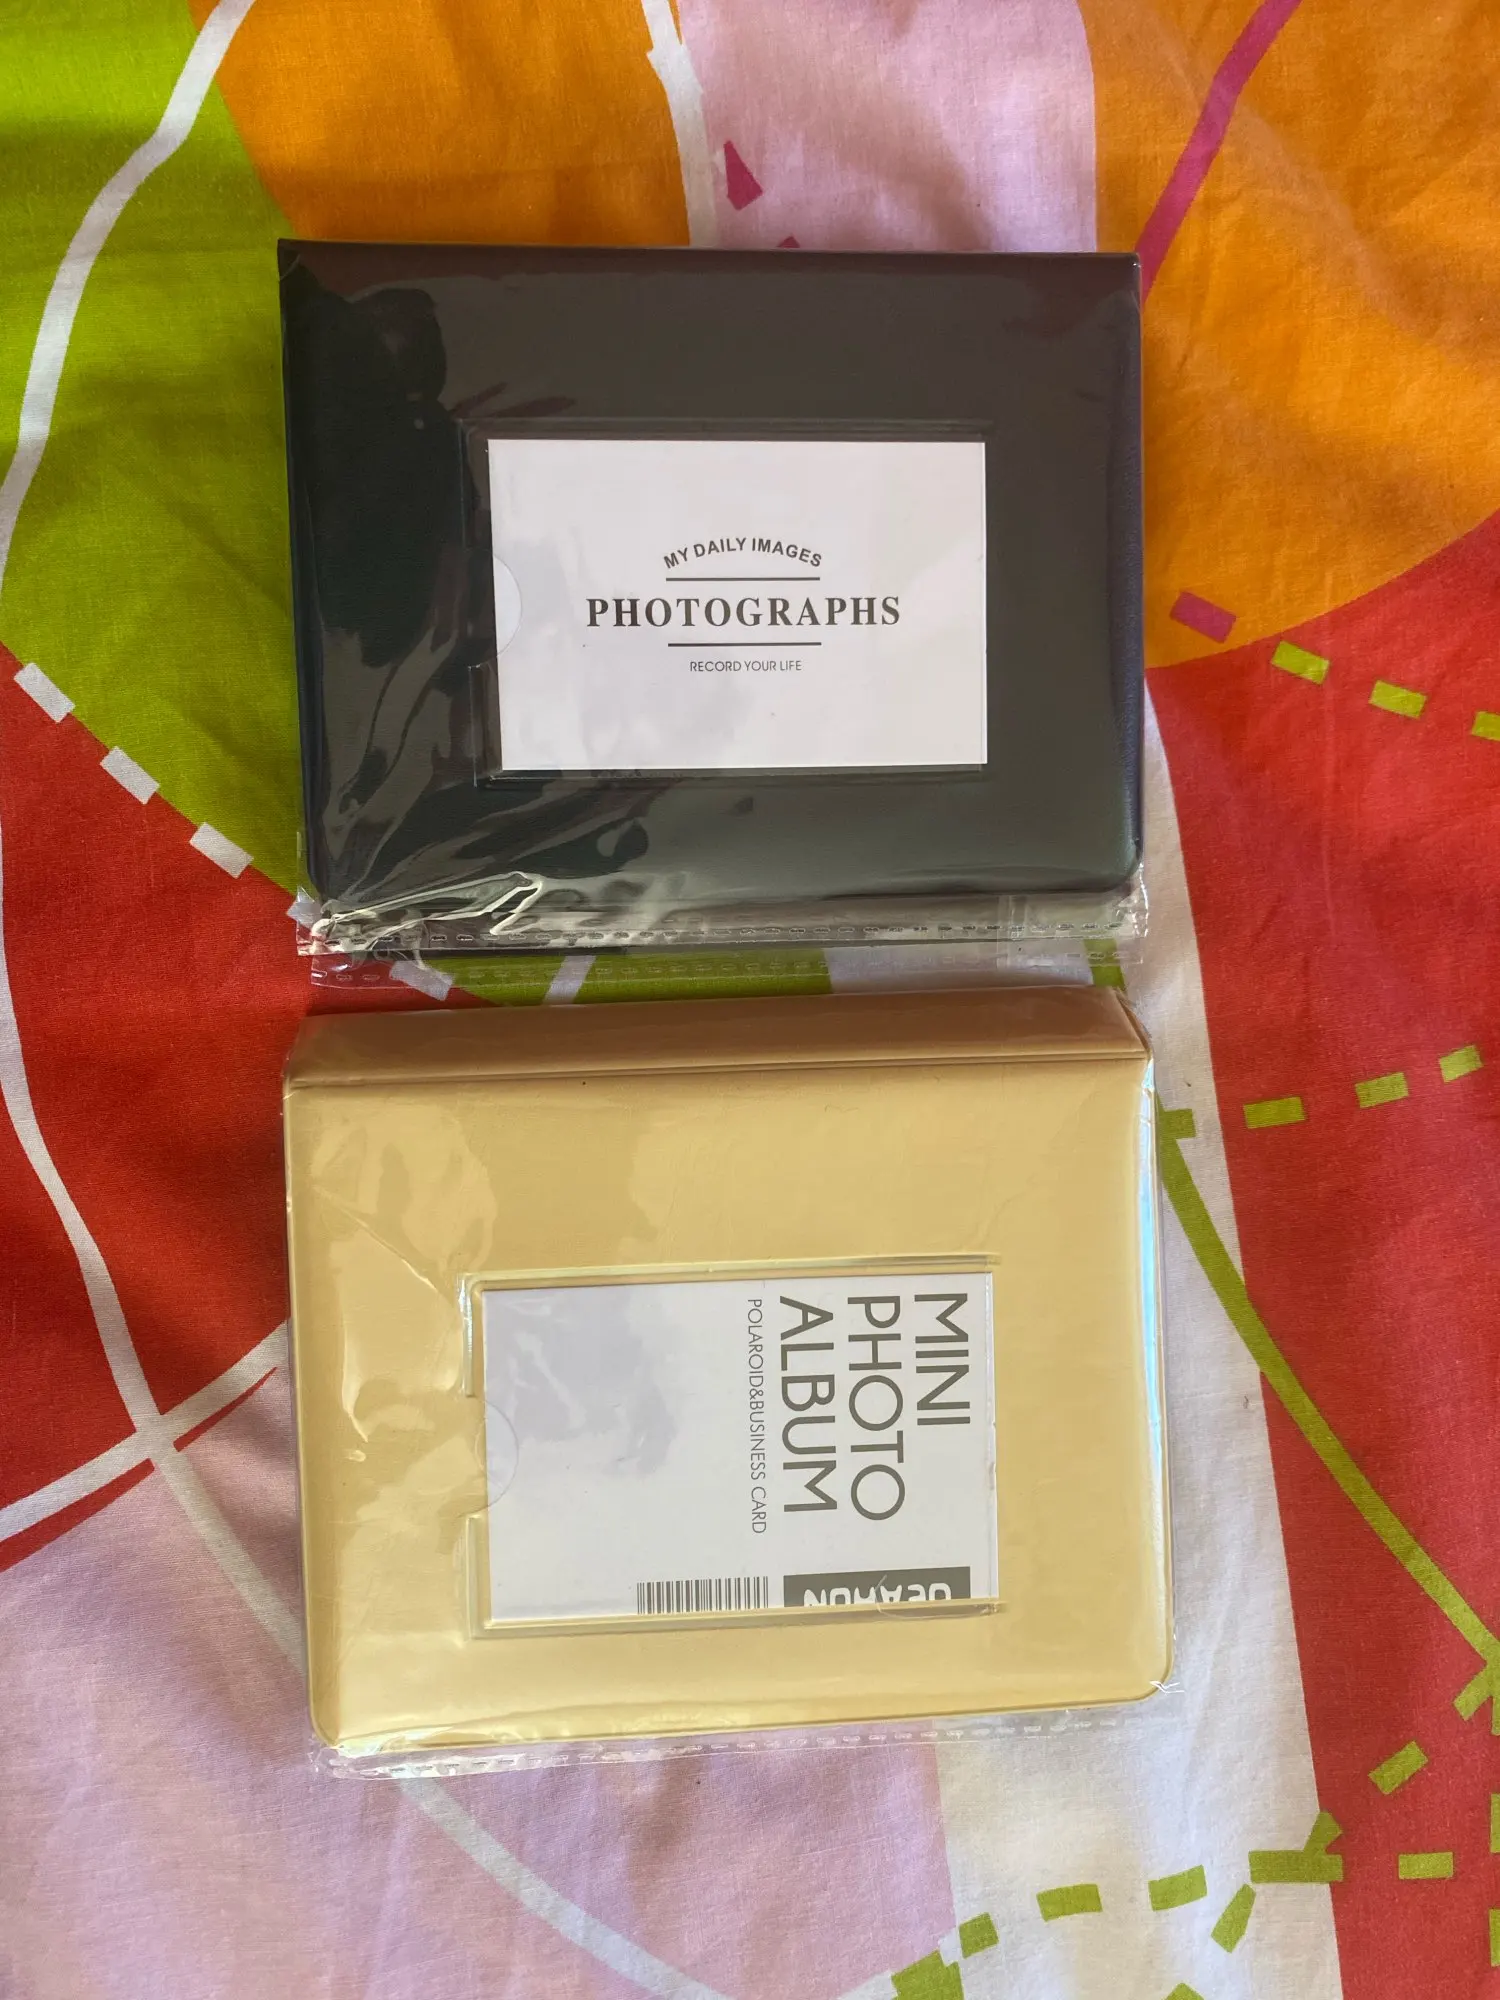 MY DAILY IMAGES
PHOTOGRAPHS
RECORD YOUR LIFE
MINI
PHOTO
ALBUM
POLAROID&BUSINESS CARD